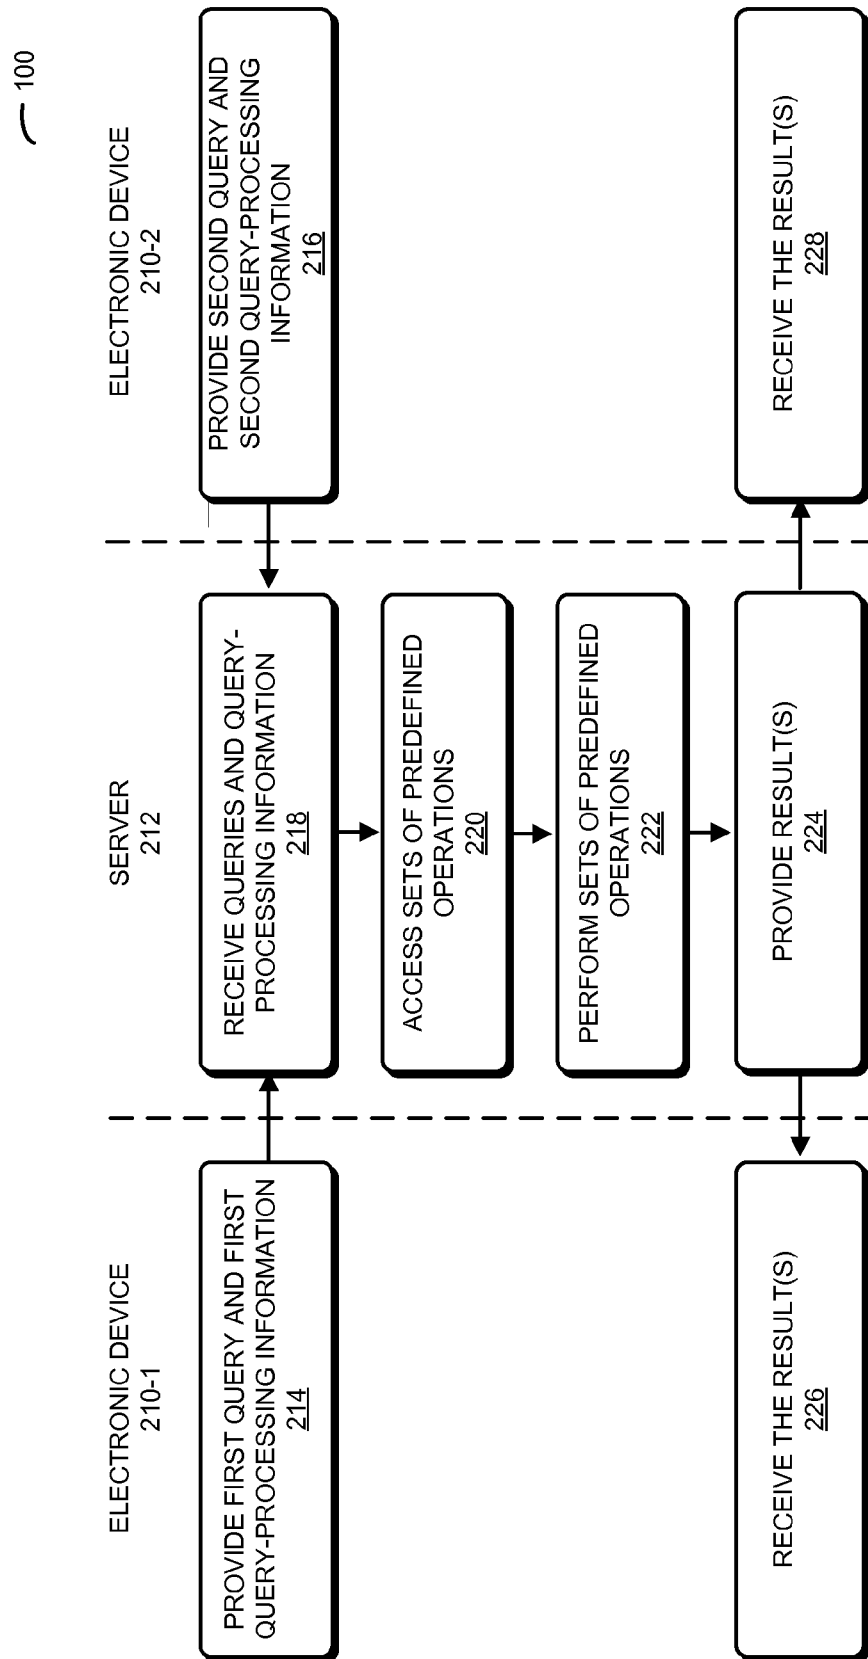 100
ELECTRONIC DEVICE
210-1
SERVER
212
ELECTRONIC DEVICE
210-2
PROVIDE FIRST QUERY AND FIRST
QUERY-PROCESSING INFORMATION
214
RECEIVE QUERIES AND QUERY-
PROCESSING INFORMATION
218
PROVIDE SECOND QUERY AND
SECOND QUERY-PROCESSING
INFORMATION
216
ACCESS SETS OF PREDEFINED
OPERATIONS
220
PERFORM SETS OF PREDEFINED
OPERATIONS
222
RECEIVE THE RESULT(S)
226
PROVIDE RESULT(S)
224
RECEIVE THE RESULT(S)
228